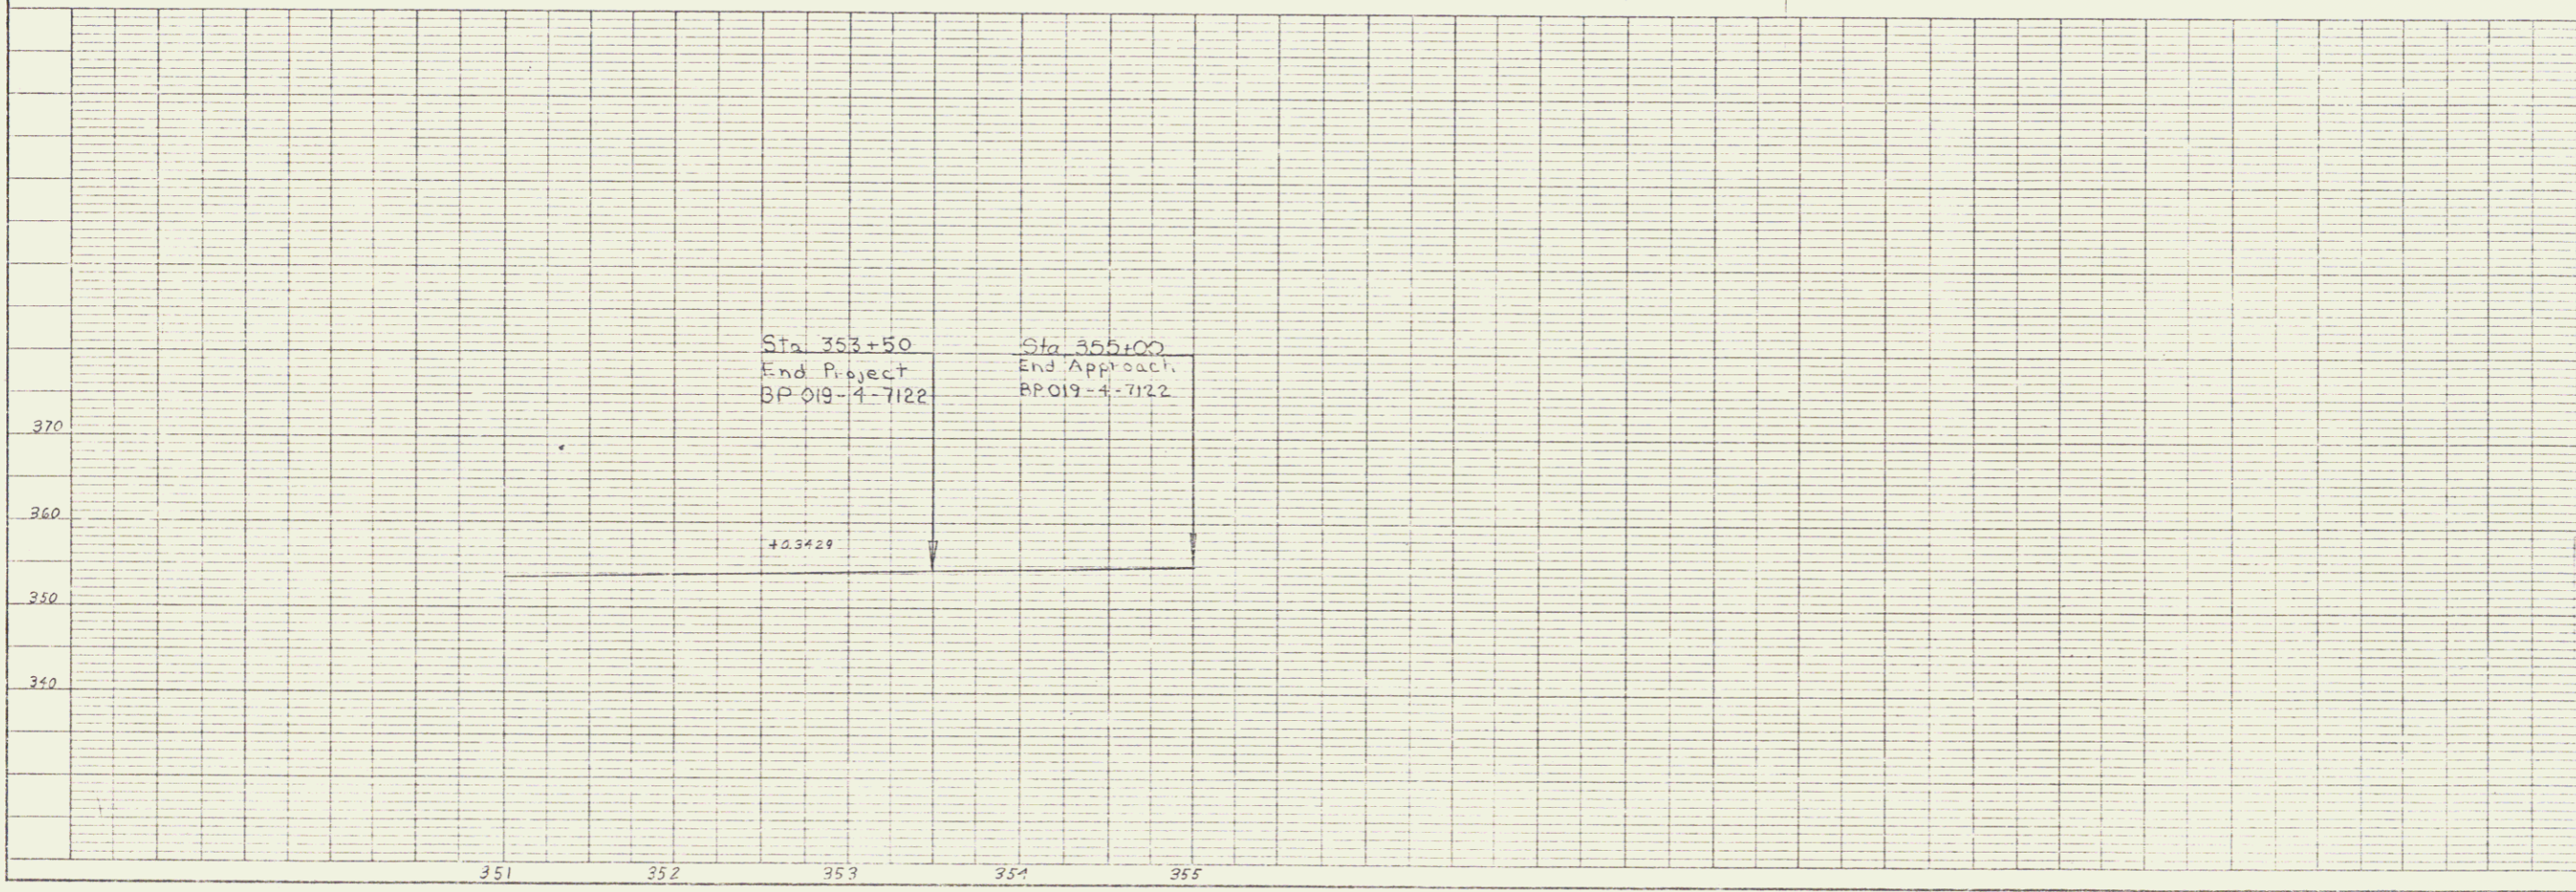 Sta 353+50
End Project
BP 019-4-7122
Sta 355+00
End Approach
BP 019-4-7122
370
360
+0.3429
350
340
351 352 353 354 355